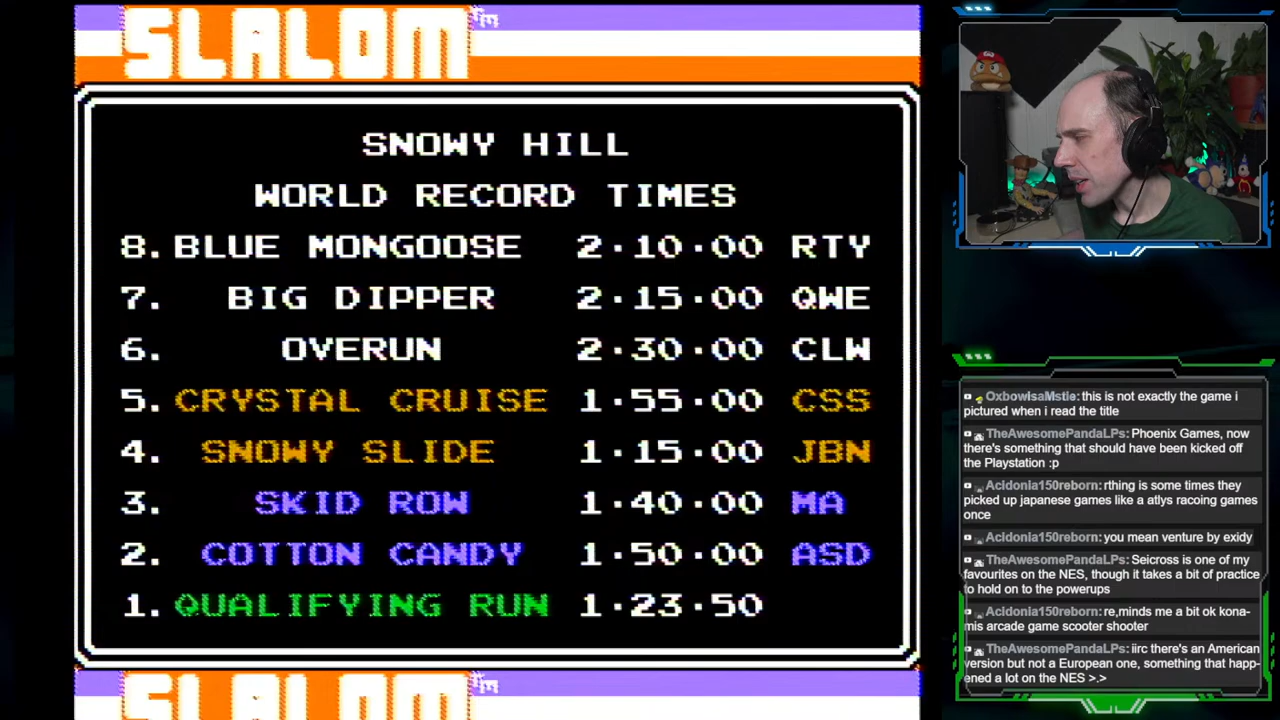 SLALOM TM
SNOWY HILL
WORLD RECORD TIMES
8. BLUE MONGOOSE 2·10·00 RTY
7. BIG DIPPER 2·15·00 QWE
6. OVERUN 2·30·00 CLW
5. CRYSTAL CRUISE 1·55·00 CSS
4. SNOWY SLIDE 1·15·00 JBN
3. SKID ROW 1·40·00 MA
2. COTTON CANDY 1·50·00 ASD
1. QUALIFYING RUN 1·23·50
SLALOM TM
OxbowIsaMstie: this is not exactly the game i
pictured when i read the title
TheAwesomePandaLPs: Phoenix Games, now
there's something that should have been kicked off
the Playstation :p
Acidonia150reborn: rthing is some times they
picked up japanese games like a atlys racoing games
once
Acidonia150reborn: you mean venture by exidy
TheAwesomePandaLPs: Seicross is one of my
favourites on the NES, though it takes a bit of practice
to hold on to the powerups
Acidonia150reborn: re,minds me a bit ok kona-
mis arcade game scooter shooter
TheAwesomePandaLPs: iirc there's an American
version but not a European one, something that happ-
ened a lot on the NES >.>